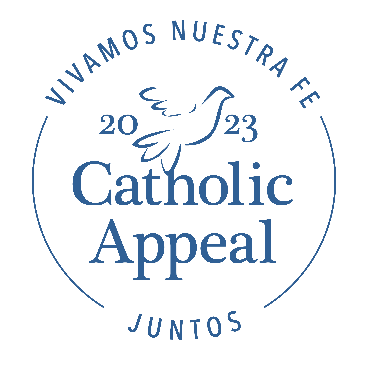 VIVAMOS NUESTRA FE
2023
Catholic
Appeal
JUNTOS